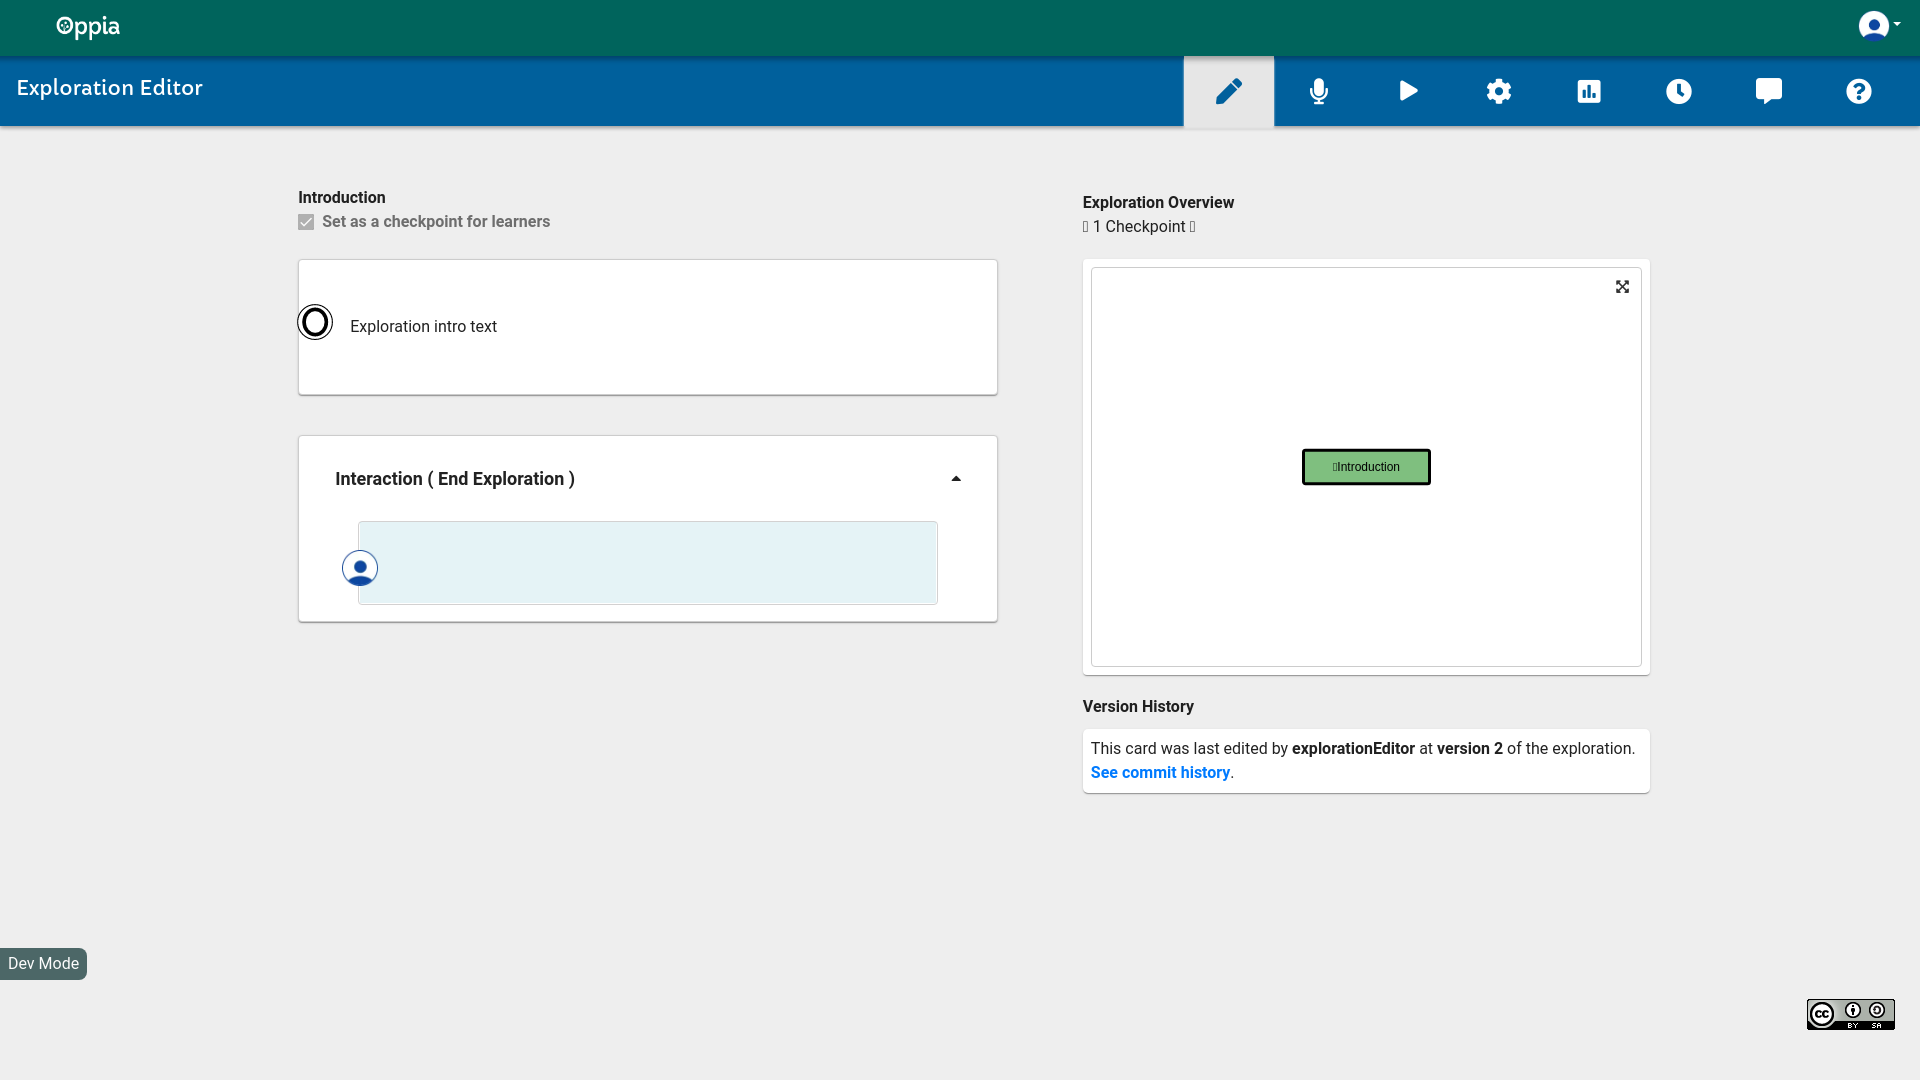 Oppia
Exploration Editor
Introduction
Set as a checkpoint for learners
Exploration intro text
Interaction ( End Exploration )
Exploration Overview
1 Checkpoint
Introduction
Version History
This card was last edited by explorationEditor at version 2 of the exploration.
See commit history.
Dev Mode
cc
BY SA